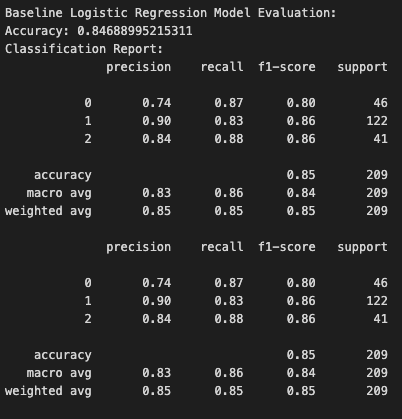 Baseline Logistic Regression Model Evaluation:
Accuracy: 0.84688995215311
Classification Report:
precision recall f1-score support
0 0.74 0.87 0.80 46
1 0.90 0.83 0.86 122
2 0.84 0.88 0.86 41
accuracy 0.85 209
macro avg 0.83 0.86 0.84 209
weighted avg 0.85 0.85 0.85 209
precision recall f1-score support
0 0.74 0.87 0.80 46
1 0.90 0.83 0.86 122
2 0.84 0.88 0.86 41
accuracy 0.85 209
macro avg 0.83 0.86 0.84 209
weighted avg 0.85 0.85 0.85 209